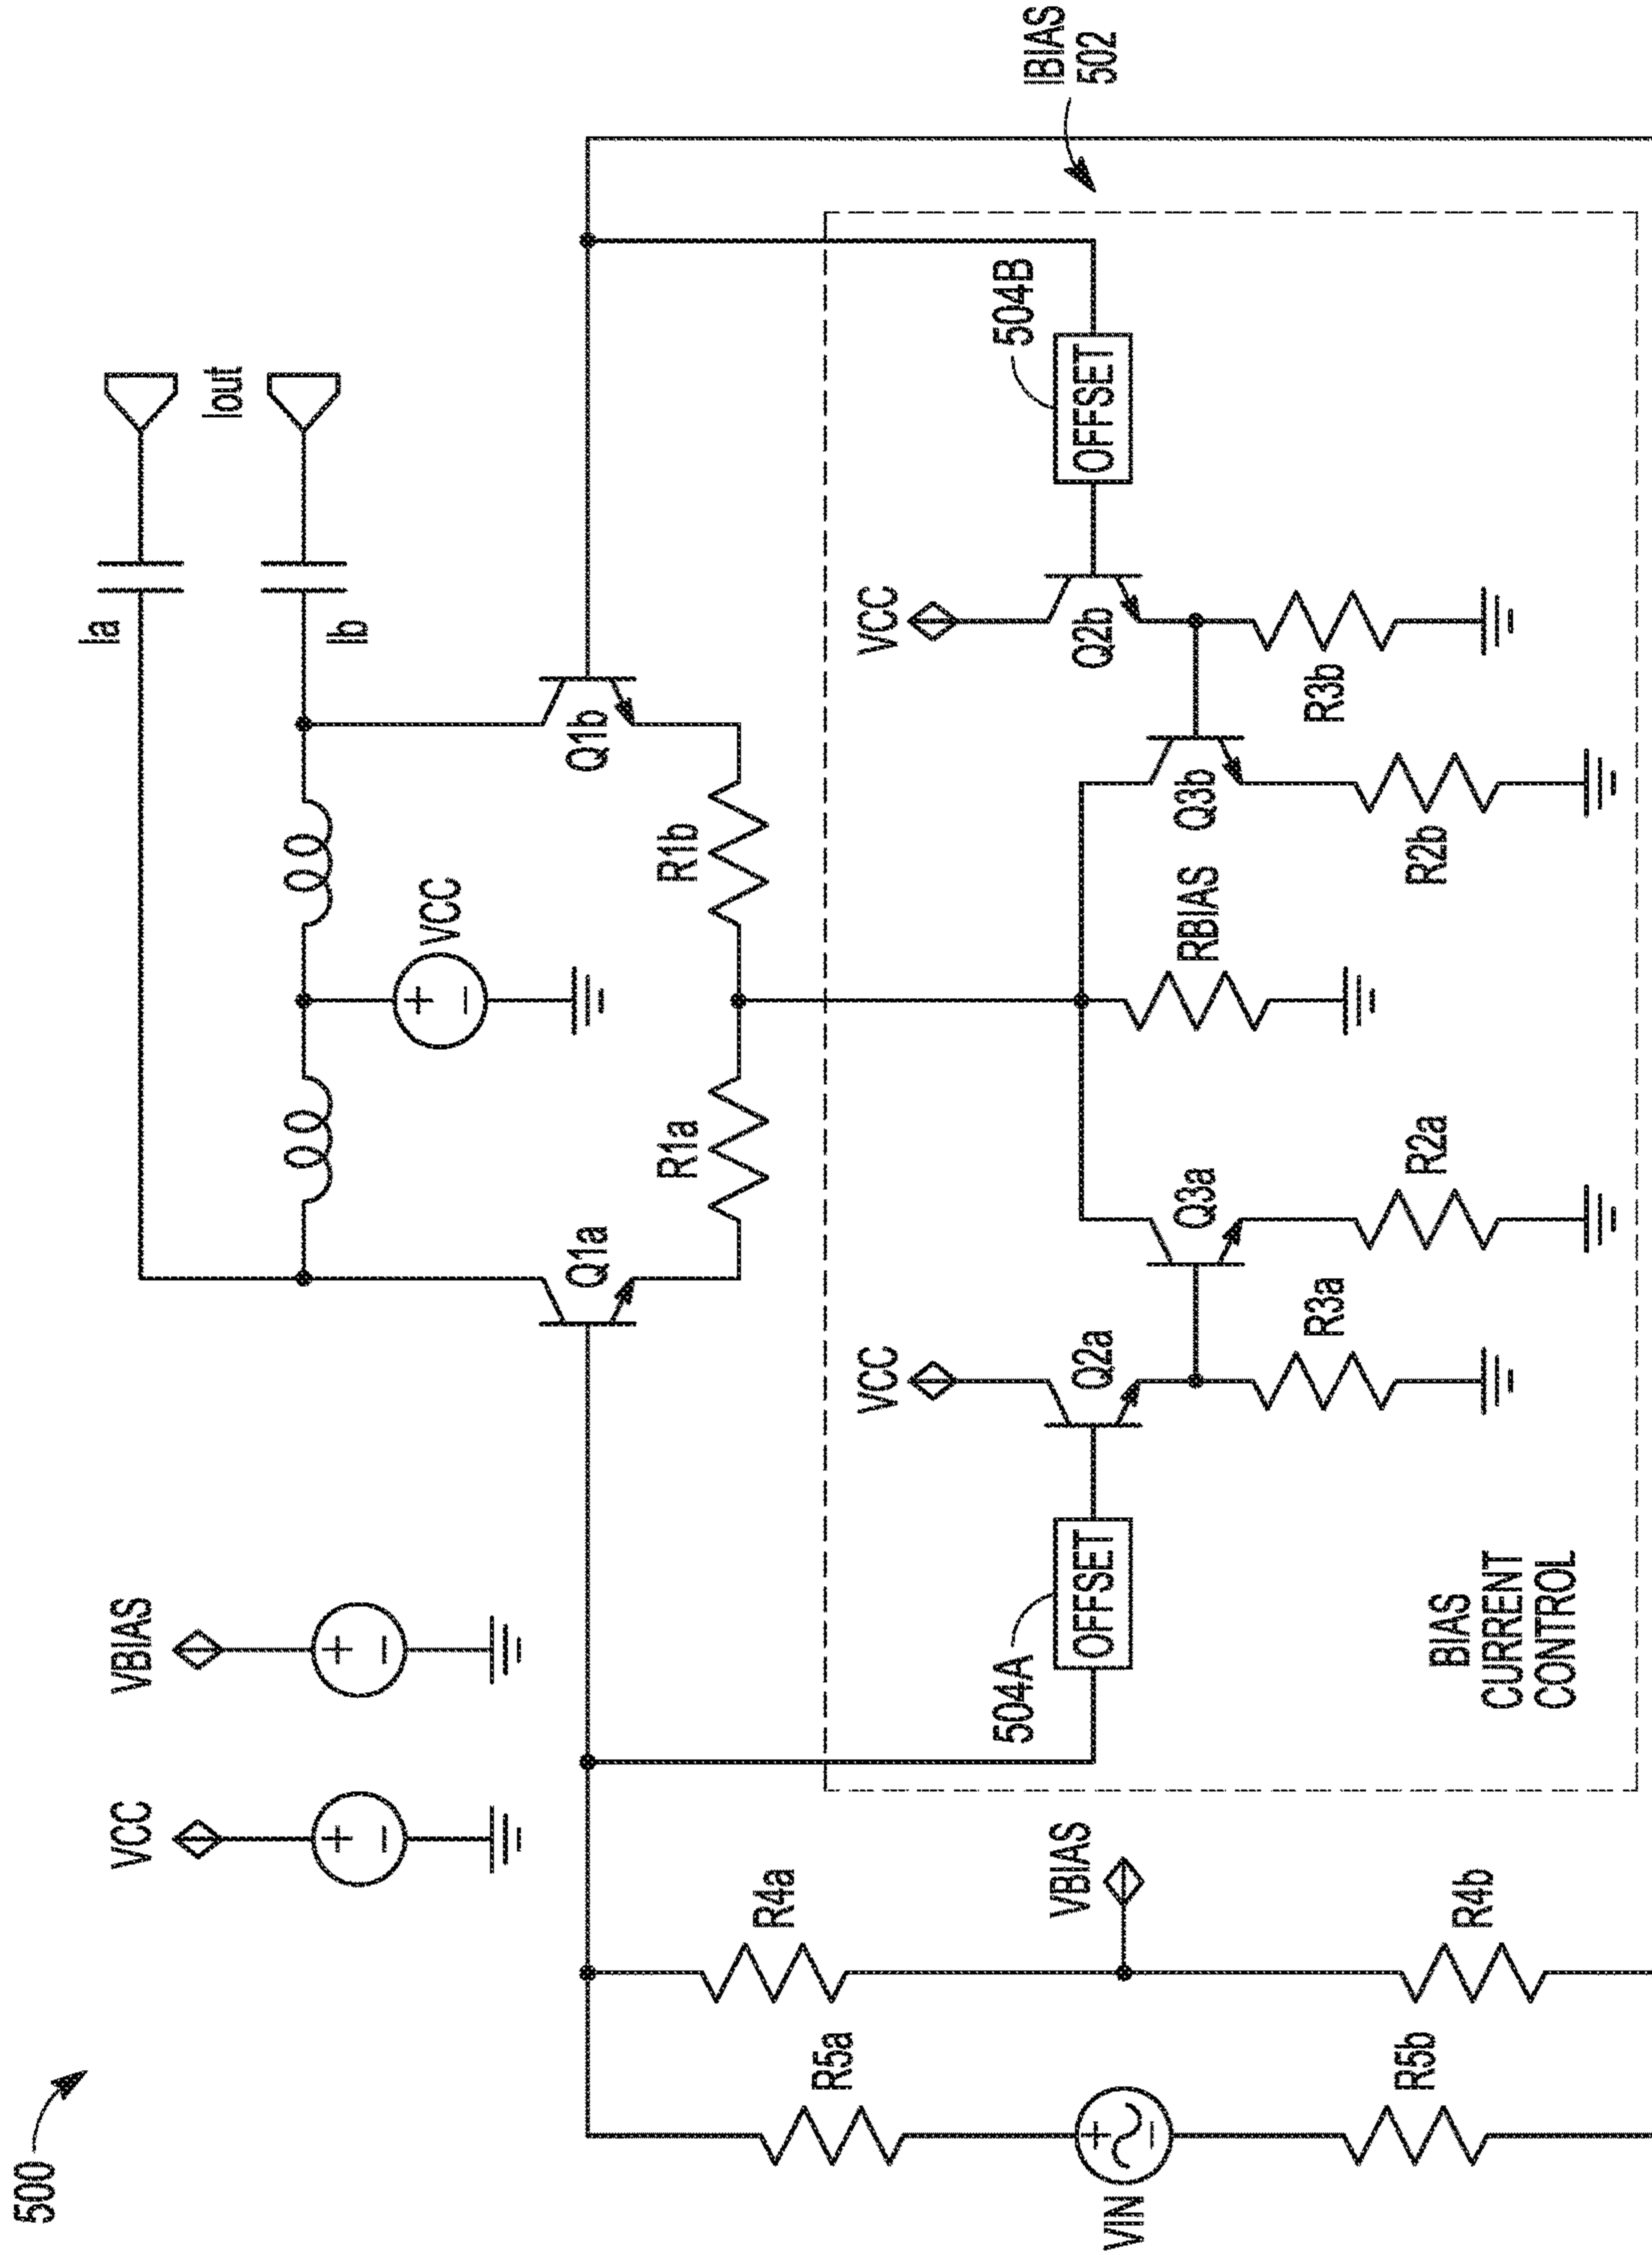 500
VCC
VBIAS
Ia
Iout
Ib
VCC
Q1a
Q1b
R1a
R1b
IBIAS
502
R5a
R4a
VCC
VCC
504A
OFFSET
Q2a
Q2b
OFFSET
504B
VIN
VBIAS
Q3a
RBIAS
Q3b
R3a
R3b
R5b
R4b
R2a
R2b
BIAS
CURRENT
CONTROL